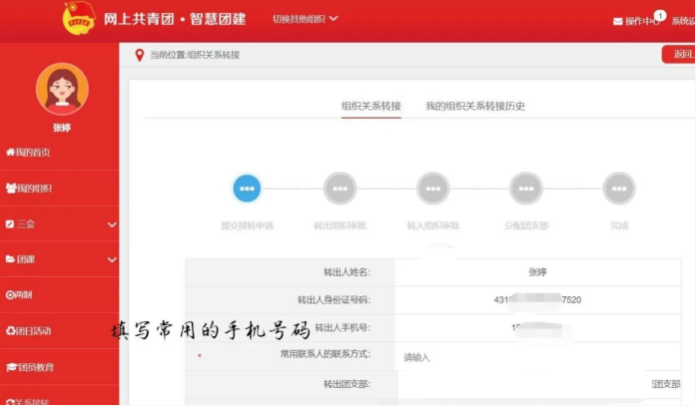 网上共青团·智慧团建
切换其他组织
操作中心
1
系统设
当前位置:组织关系转接
返回
张婷
我的首页
我的组织
三会
团课
两制
团日活动
团员教育
关系转转
组织关系转接
我的组织关系转接历史
提交接转申请
转出组织审批
转入组织审批
分配团支部
完成
转出人姓名:
张婷
转出人身份证号码:
431
7520
转出人手机号:
1
填写常用的手机号码
* 常用联系人的联系方式:
请输入
转出团支部:
团支部